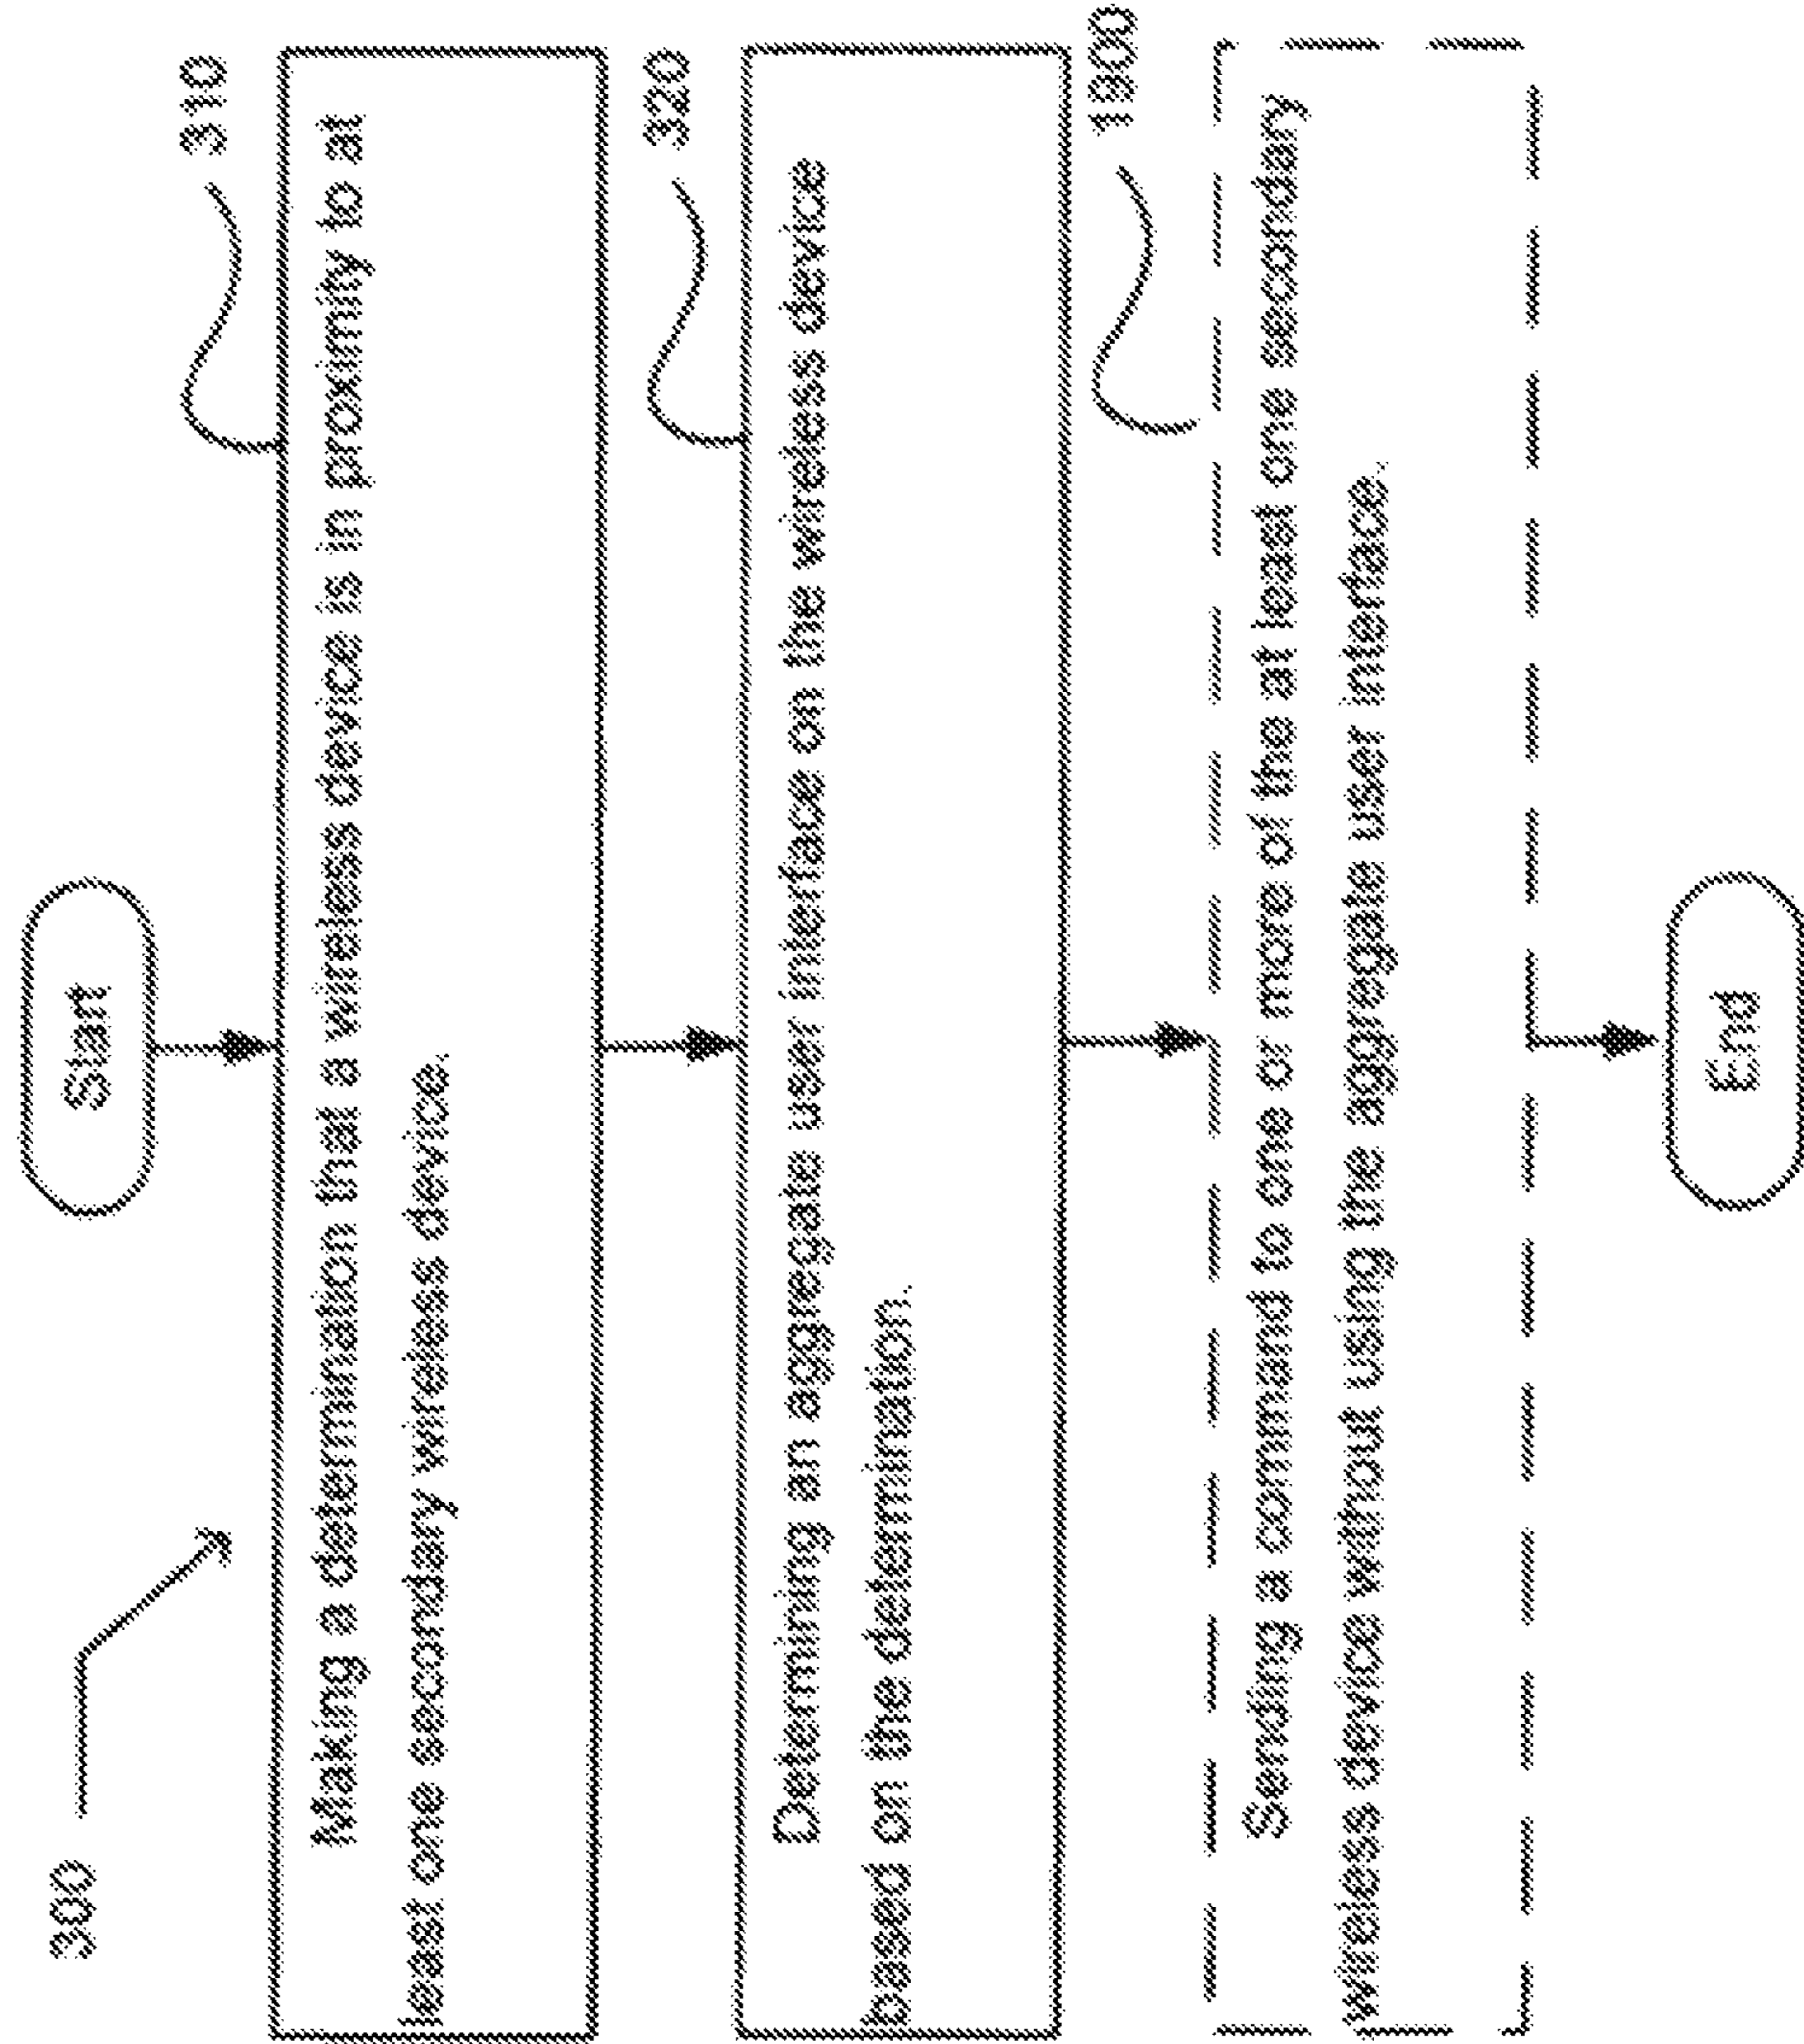 300
Start
310
Making a determination that a wireless device is in proximity to at
least one secondary wireless device.
320
Determining an aggregate user interface on the wireless device
based on the determination.
1900
Sending a command to one or more of the at least one secondary
wireless device without using the aggregate user interface.
End